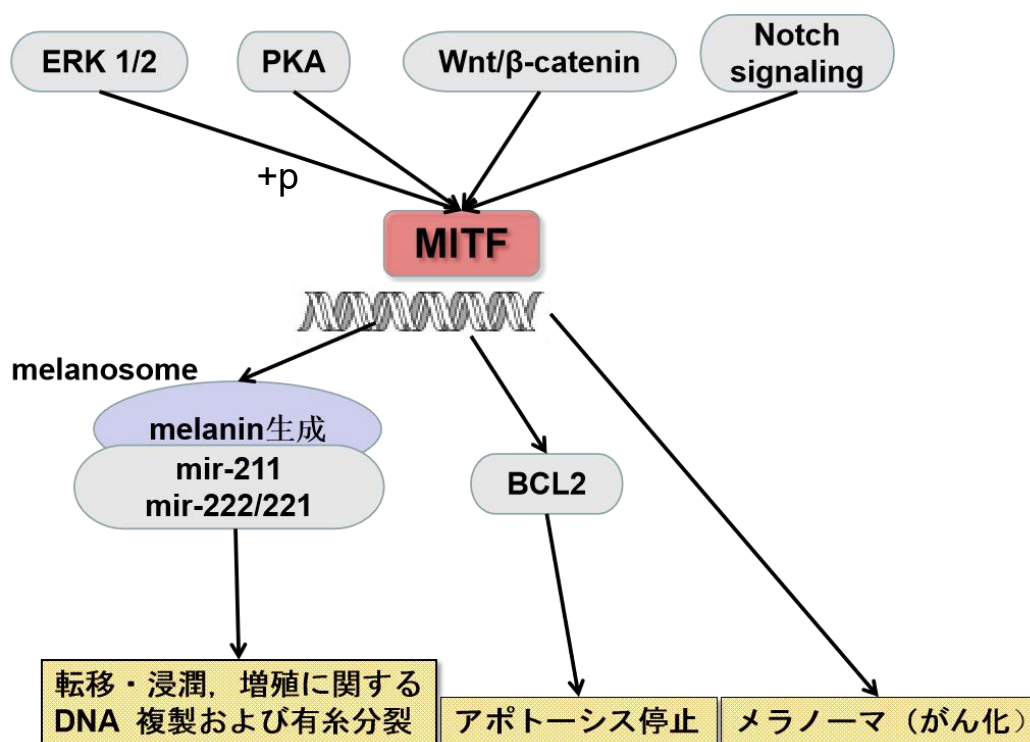 ERK 1/2
PKA
Wnt/β-catenin
Notch
signaling
+p
MITF
melanosome
melanin生成
mir-211
mir-222/221
BCL2
転移・浸潤，増殖に関する
DNA 複製および有糸分裂
アポトーシス停止
メラノーマ（がん化）